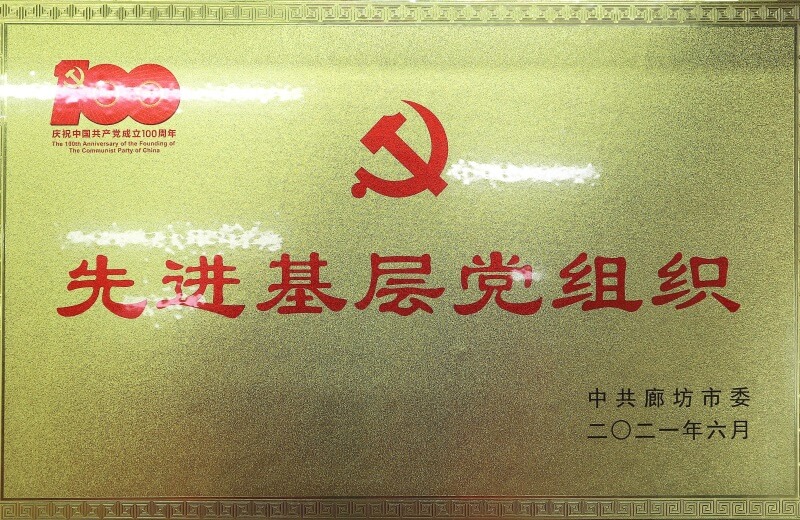 100
庆祝中国共产党成立100周年
The 100th Anniversary of the Founding of
The Communist Party of China
先进基层党组织
中共廊坊市委
二〇二一年六月